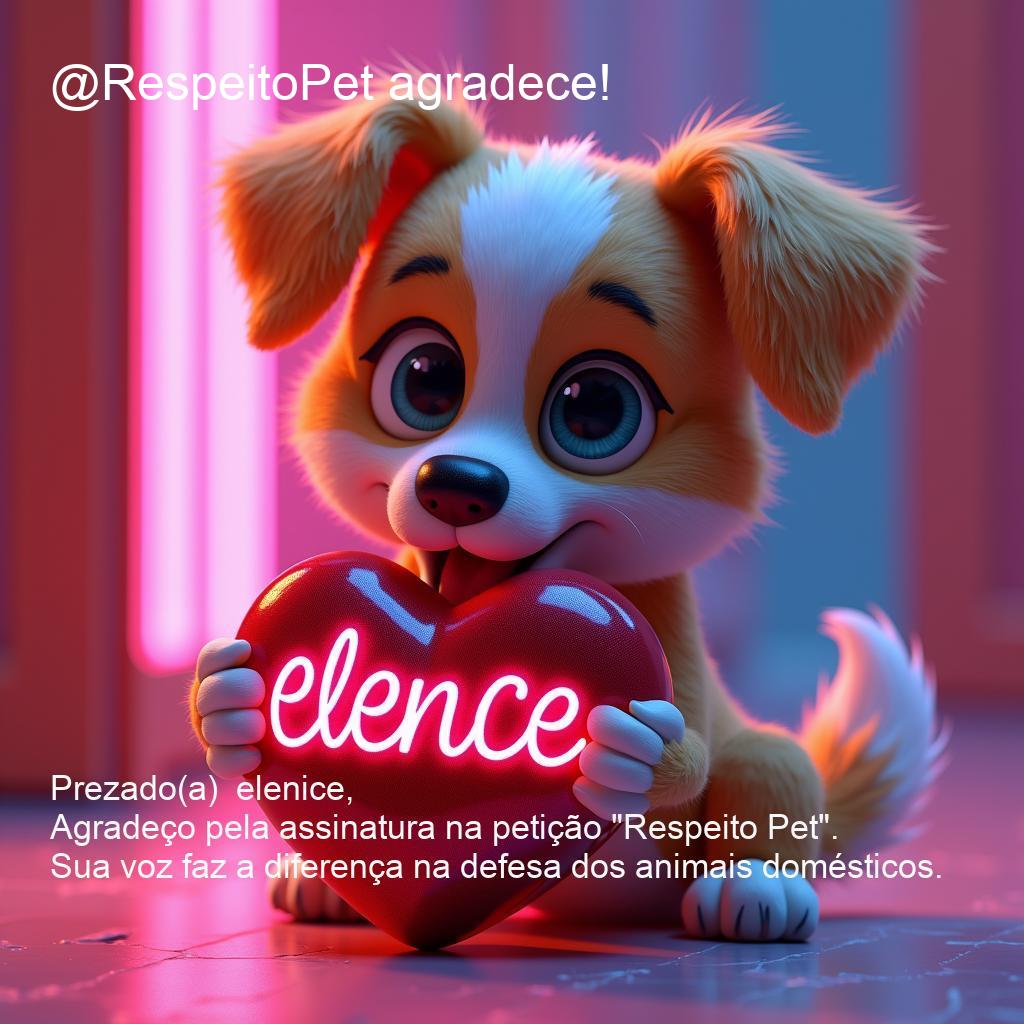 @RespeitoPet agradece!
elence
Prezado(a)  elenice,
Agradeço pela assinatura na petição "Respeito Pet".
Sua voz faz a diferença na defesa dos animais domésticos.